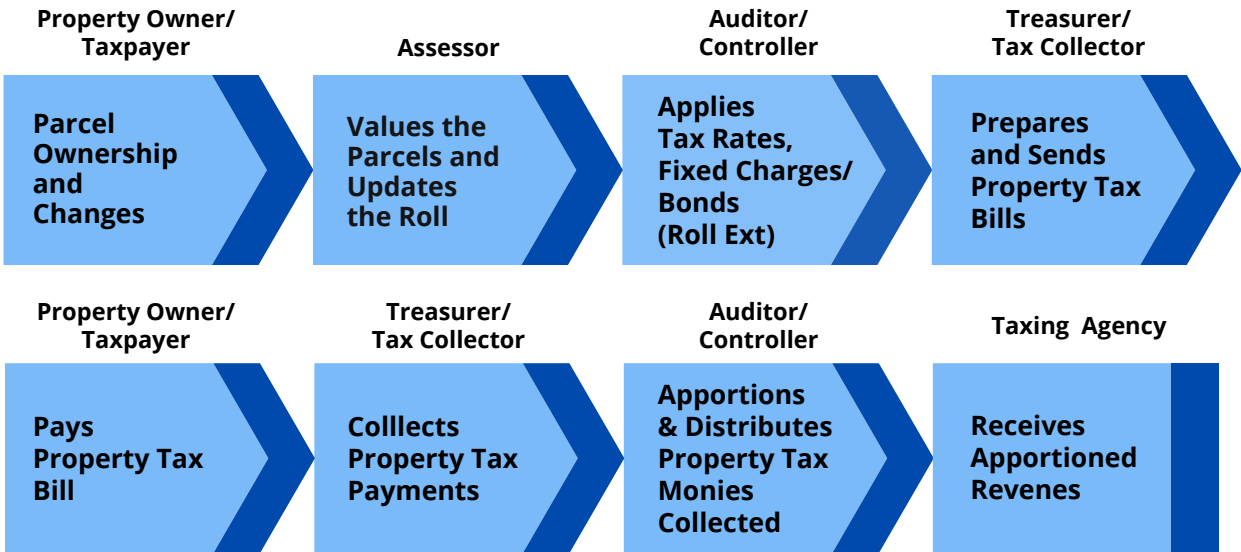 Property Owner/
Taxpayer
Parcel
Ownership
and
Changes
Assessor
Values the
Parcels and
Updates
the Roll
Auditor/
Controller
Applies
Tax Rates,
Fixed Charges/
Bonds
(Roll Ext)
Treasurer/
Tax Collector
Prepares
and Sends
Property Tax
Bills
Property Owner/
Taxpayer
Pays
Property Tax
Bill
Treasurer/
Tax Collector
Colllects
Property Tax
Payments
Auditor/
Controller
Apportions
& Distributes
Property Tax
Monies
Collected
Taxing Agency
Receives
Apportioned
Revenes